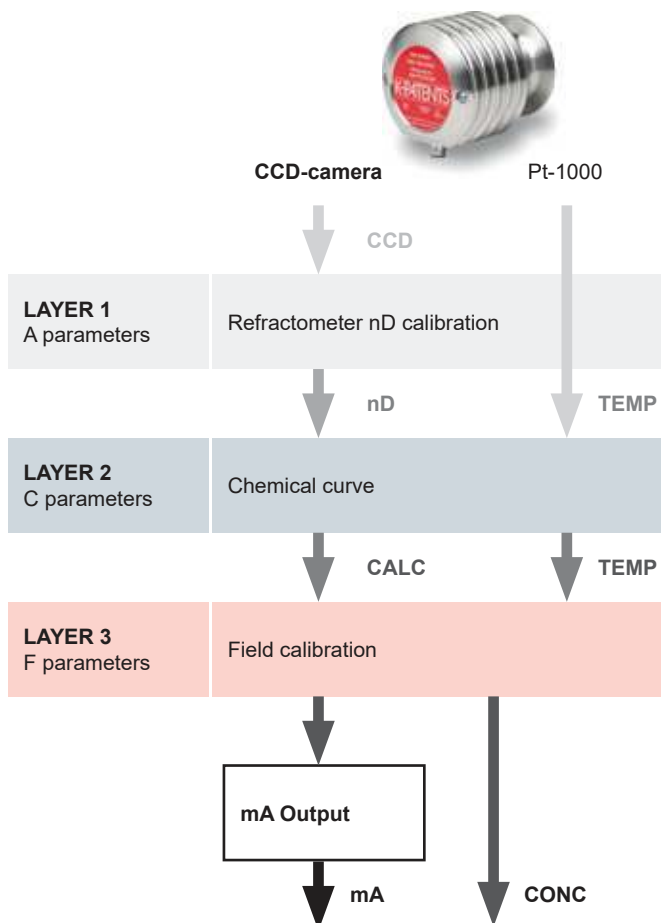 K-PATENTS
CCD-camera
Pt-1000
CCD
LAYER 1
A parameters
Refractometer nD calibration
nD
TEMP
LAYER 2
C parameters
Chemical curve
CALC
TEMP
LAYER 3
F parameters
Field calibration
mA Output
mA
CONC